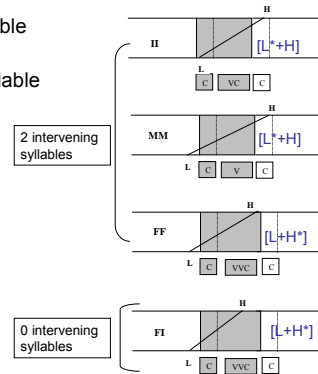 ble
H
II
[L*+H]
L
C VC C
lable
H
2 intervening
syllables
MM
[L*+H]
L C V C
H
FF
[L+H*]
L C VVC C
H
0 intervening
syllables
FI
[L+H*]
L C VVC C